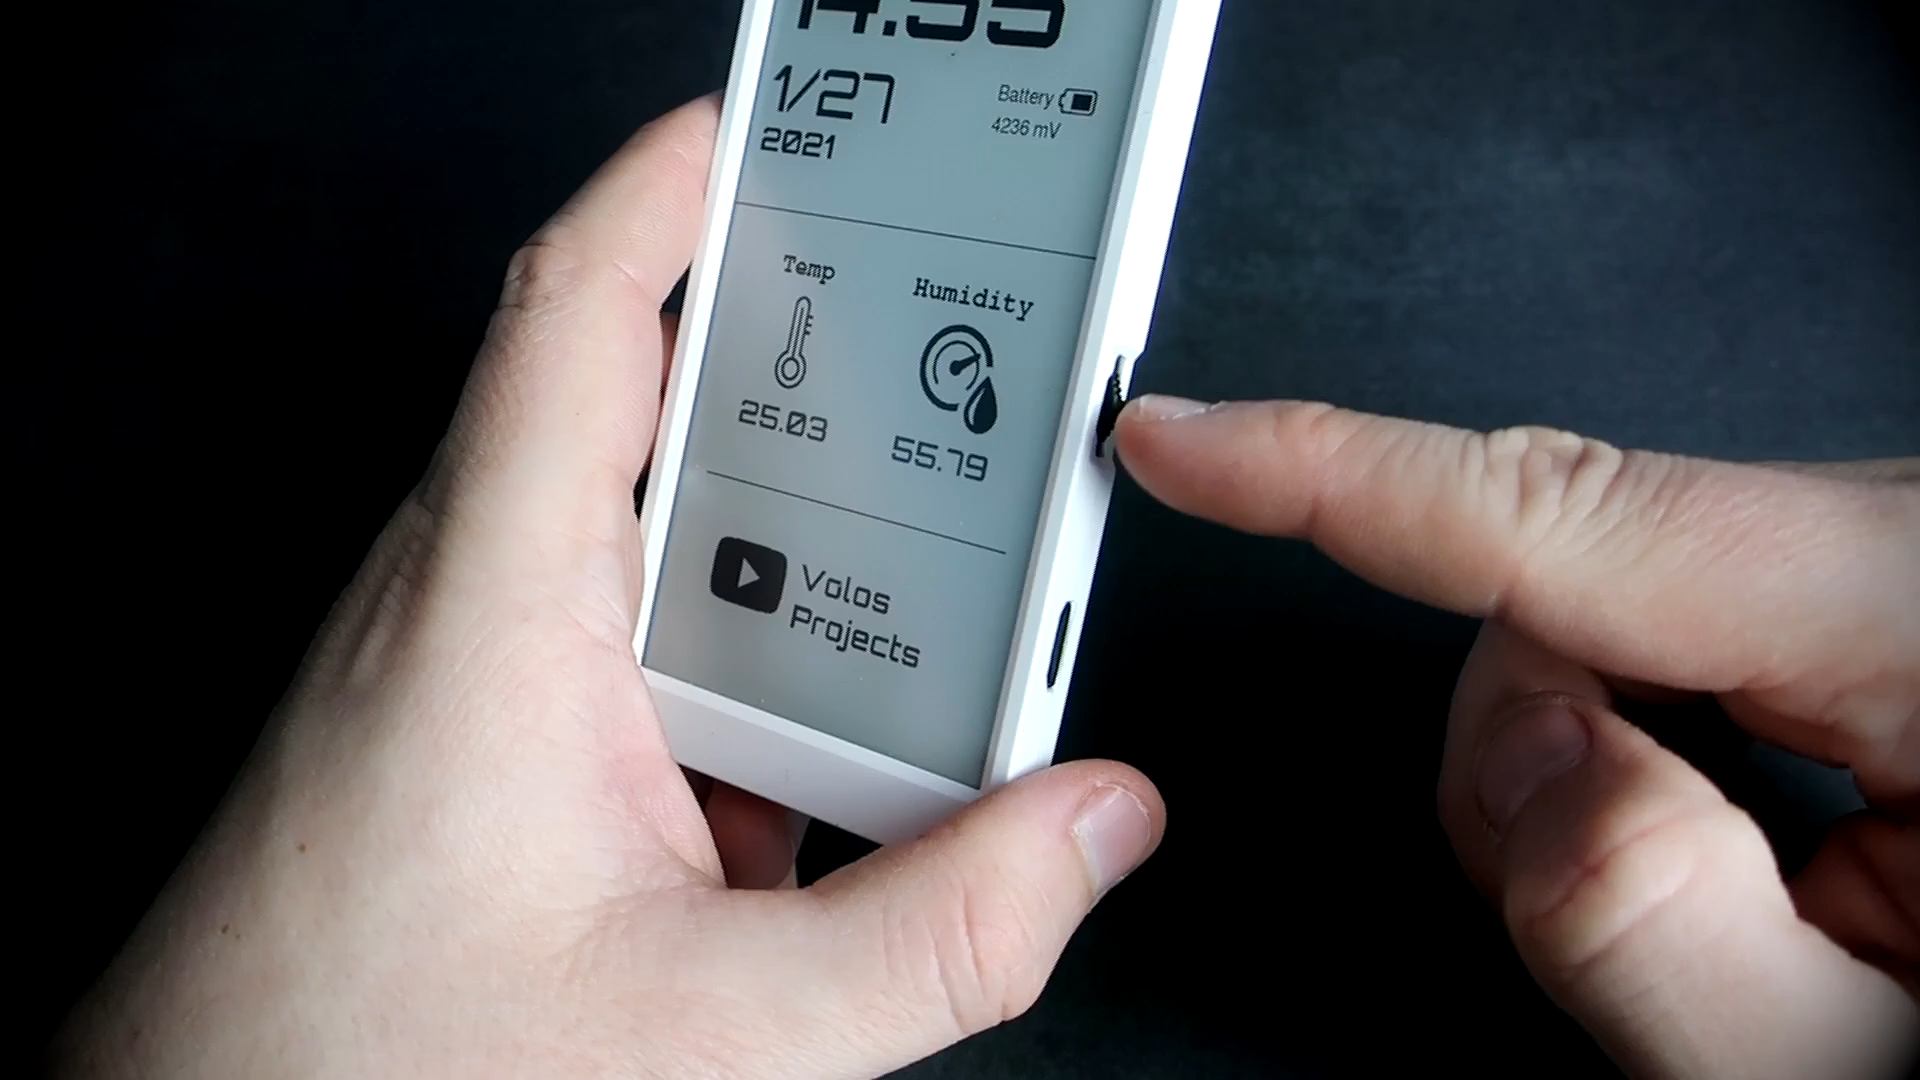 1/27
Battery
4236 mV
2021
Temp
Humidity
25.03
55.79
Volos
Projects